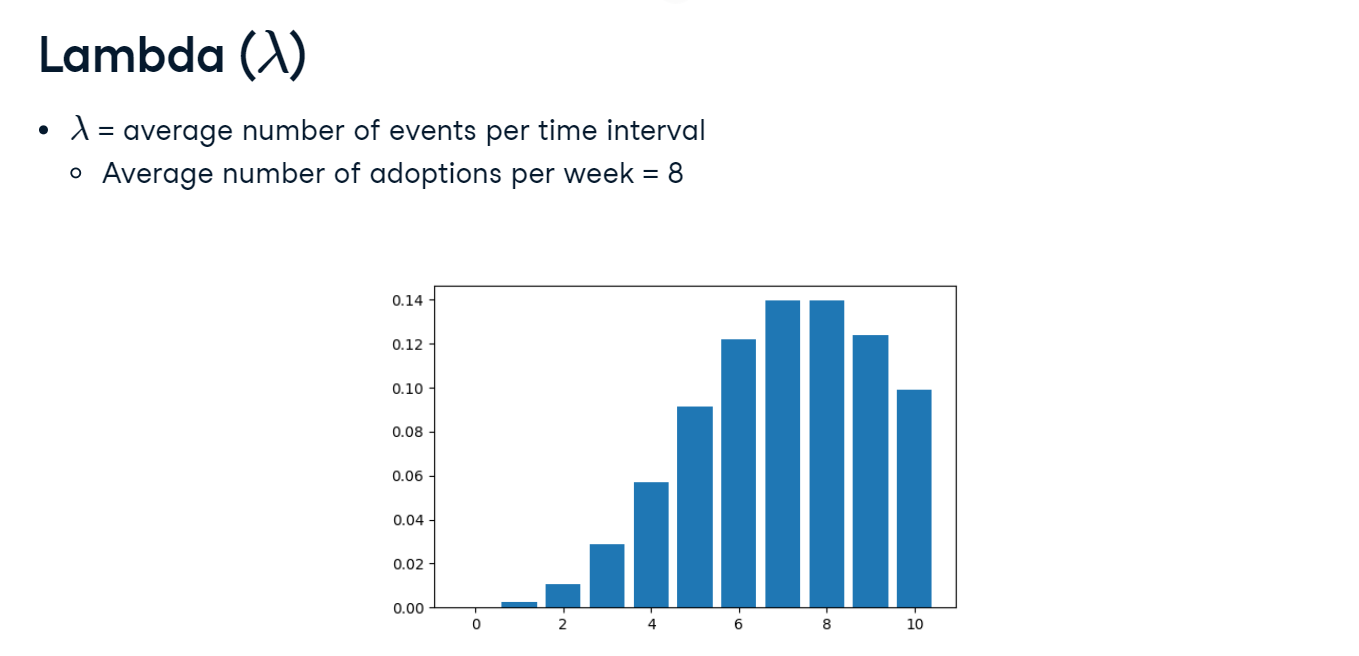 Lambda (λ)
• λ = average number of events per time interval
○ Average number of adoptions per week = 8
0.14
0.12
0.10
0.08
0.06
0.04
0.02
0.00
0 2 4 6 8 10